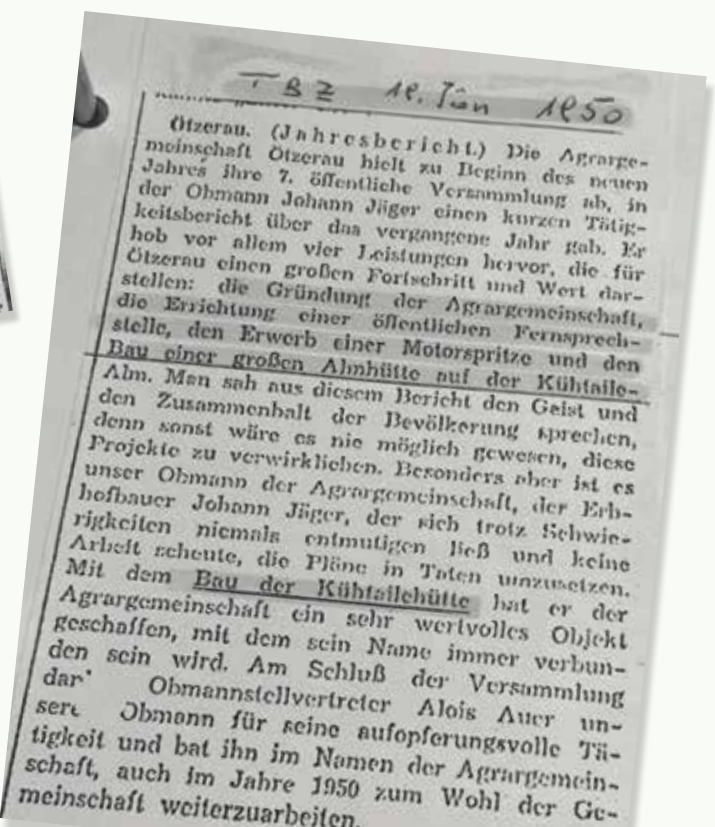 TBZ 18. Jän 1950
Ötzerau. (Jahresbericht.) Die Agrarge-
meinschaft Ötzerau hielt zu Beginn des neuen
Jahres ihre 7. öffentliche Versammlung ab, in
der Obmann Johann Jäger einen kurzen Tätig-
keitsbericht über das vergangene Jahr gab. Er
hob vor allem vier Leistungen hervor, die für
Ötzerau einen großen Fortschritt und Wert dar-
stellen: die Gründung der Agrargemeinschaft,
die Errichtung einer öffentlichen Fernsprech-
stelle, den Erwerb einer Motorspritze und den
Bau einer großen Almhütte auf der Kühtaile-
Alm. Man sah aus diesem Bericht den Geist und
den Zusammenhalt der Bevölkerung sprechen,
denn sonst wäre es nie möglich gewesen, diese
Projekte zu verwirklichen. Besonders aber ist es
unser Obmann der Agrargemeinschaft, der Erb-
hofbauer Johann Jäger, der sich trotz Schwie-
rigkeiten niemals entmutigen ließ und keine
Arbeit scheute, die Pläne in Taten umzusetzen.
Mit dem Bau der Kühtailehütte hat er der
Agrargemeinschaft ein sehr wertvolles Objekt
geschaffen, mit dem sein Name immer verbun-
den sein wird. Am Schluß der Versammlung
dan Obmannstellvertreter Alois Auer un-
sere Obmann für seine aufopferungsvolle Tä-
tigkeit und bat ihn im Namen der Agrargemein-
schaft, auch im Jahre 1950 zum Wohl der Ge-
meinschaft weiterzuarbeiten.